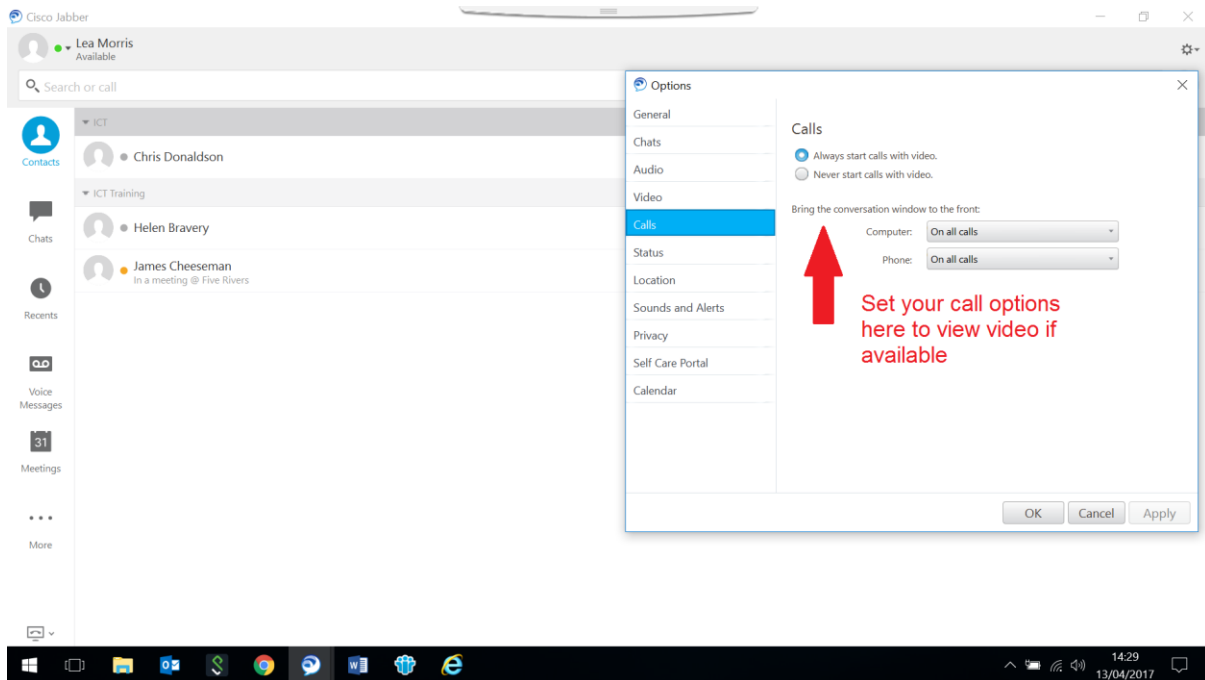 Cisco Jabber
Lea Morris
Available
Search or call
Contacts
Chats
Recents
Voice
Messages
31
Meetings
More
ICT
Chris Donaldson
ICT Training
Helen Bravery
James Cheeseman
In a meeting @ Five Rivers
Options
General
Chats
Audio
Video
Calls
Status
Location
Sounds and Alerts
Privacy
Self Care Portal
Calendar
Calls
Always start calls with video.
Never start calls with video.
Bring the conversation window to the front:
Computer: On all calls
Phone: On all calls
Set your call options
here to view video if
available
OK Cancel Apply
14:29
13/04/2017